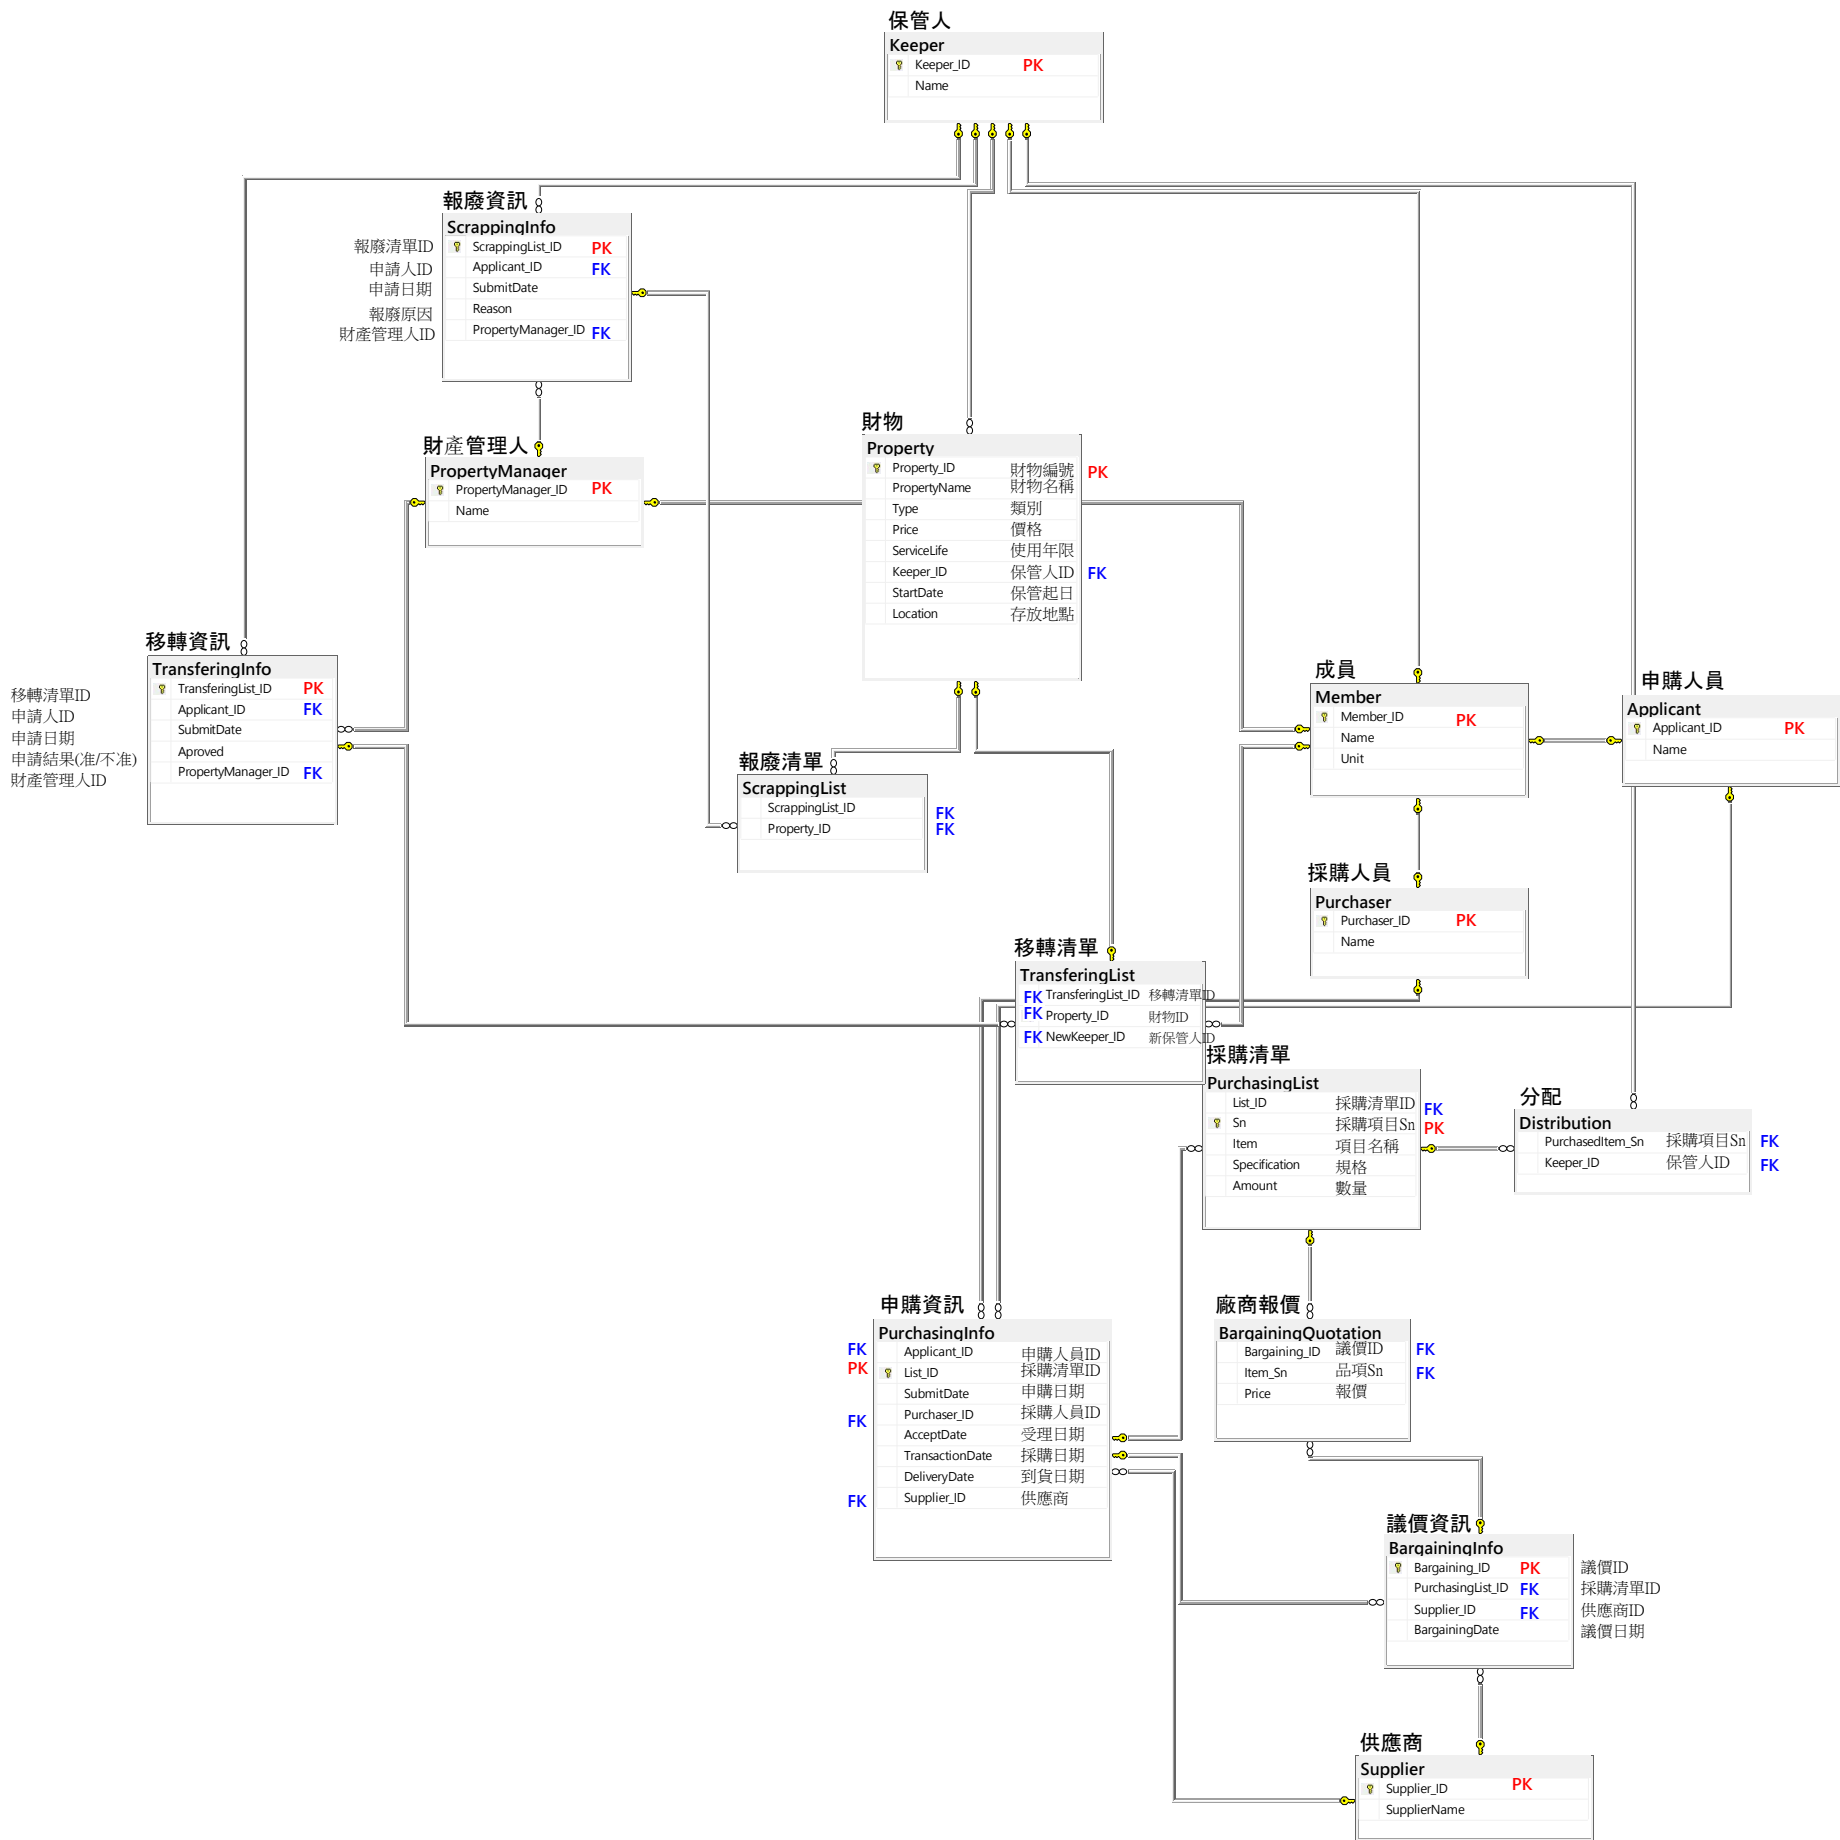 保管人
Keeper
Keeper_ID PK
Name
報廢資訊
ScrappingInfo
報廢清單ID ScrappingList_ID PK
申請人ID Applicant_ID FK
申請日期 SubmitDate
報廢原因 Reason
財產管理人ID PropertyManager_ID FK
財產管理人
PropertyManager
PropertyManager_ID PK
Name
財物
Property
Property_ID 財物編號 PK
PropertyName 財物名稱
Type 類別
Price 價格
ServiceLife 使用年限
Keeper_ID 保管人ID FK
StartDate 保管起日
Location 存放地點
移轉資訊
TransferingInfo
移轉清單ID TransferingList_ID PK
申請人ID Applicant_ID FK
申請日期 SubmitDate
申請結果(准/不准) Aproved
財產管理人ID PropertyManager_ID FK
成員
Member
Member_ID PK
Name
Unit
申購人員
Applicant
Applicant_ID PK
Name
報廢清單
ScrappingList
ScrappingList_ID FK
Property_ID FK
採購人員
Purchaser
Purchaser_ID PK
Name
移轉清單
TransferingList
FK TransferingList_ID 移轉清單ID
FK Property_ID 財物ID
FK NewKeeper_ID 新保管人ID
採購清單
PurchasingList
List_ID 採購清單ID FK
Sn 採購項目Sn PK
Item 項目名稱
Specification 規格
Amount 數量
分配
Distribution
PurchasedItem_Sn 採購項目Sn FK
Keeper_ID 保管人ID FK
申購資訊
PurchasingInfo
FK Applicant_ID 申購人員ID
PK List_ID 採購清單ID
SubmitDate 申購日期
FK Purchaser_ID 採購人員ID
AcceptDate 受理日期
TransactionDate 採購日期
DeliveryDate 到貨日期
FK Supplier_ID 供應商
廠商報價
BargainingQuotation
Bargaining_ID 議價ID FK
Item_Sn 品項Sn FK
Price 報價
議價資訊
BargainingInfo
Bargaining_ID PK 議價ID
PurchasingList_ID FK 採購清單ID
Supplier_ID FK 供應商ID
BargainingDate 議價日期
供應商
Supplier
Supplier_ID PK
SupplierName